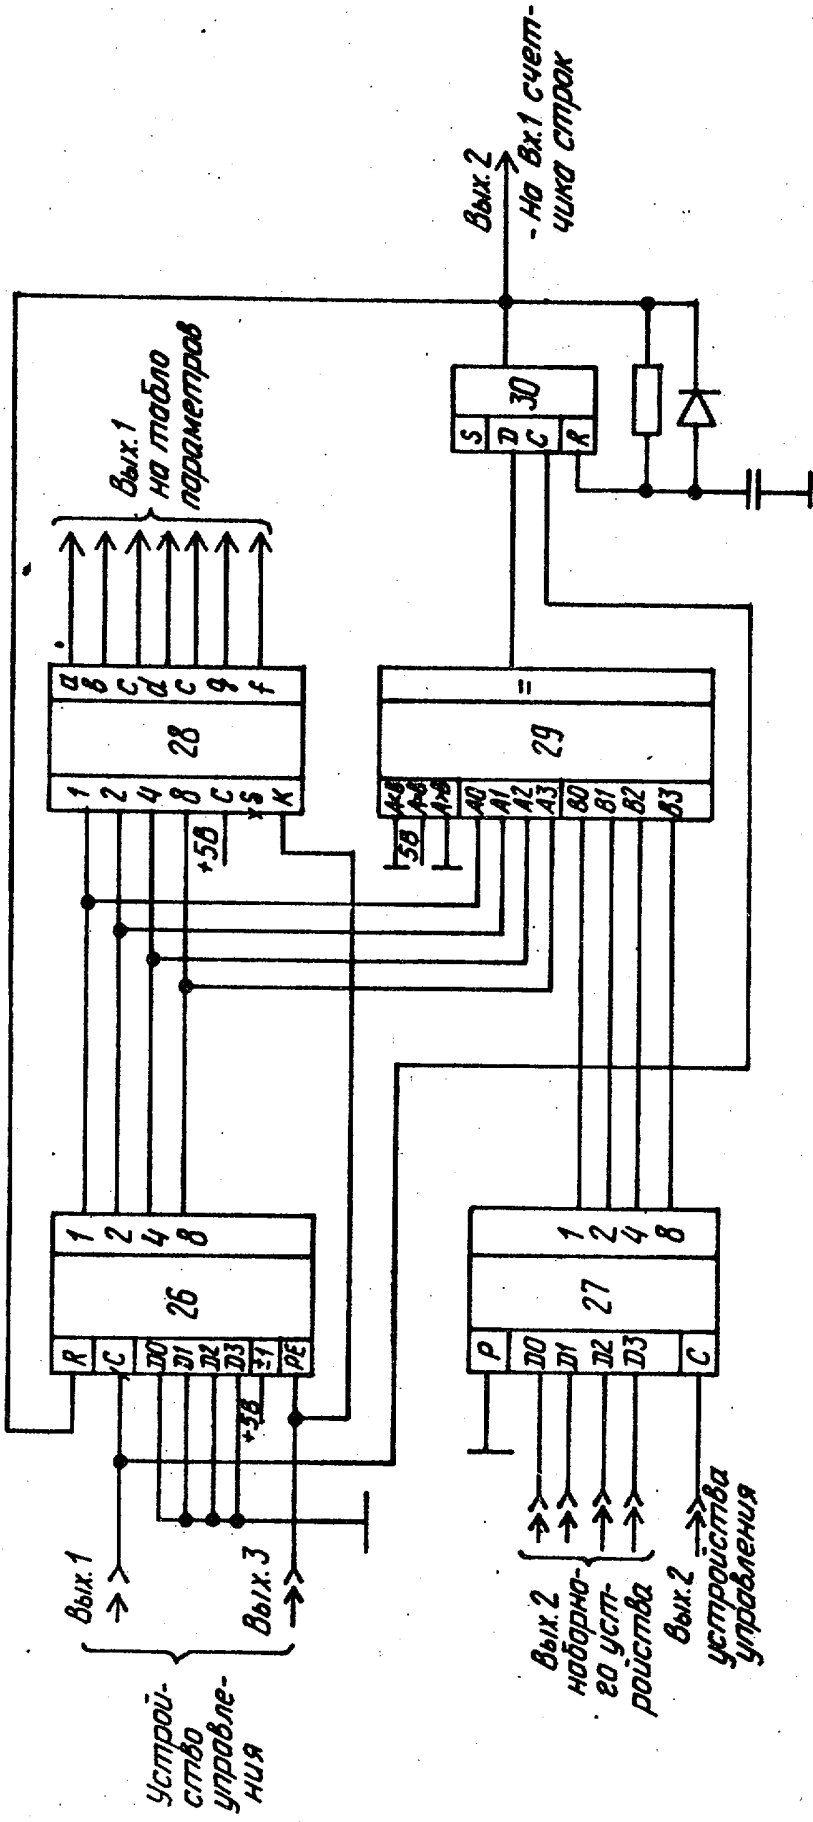 Устрой-
ство
управле-
ния
Вых.1
Вых.3
R
C
D0
D1
D2
D3
±1
PE
+5В
26
1
2
4
8
1
2
4
8
C
S
K
+5В
28
a
в
c
d
c
g
f
Вых.1
на табло
параметров
Вых.2
наборно-
го уст-
ройства
Вых.2
устройства
управления
P
D0
D1
D2
D3
C
27
1
2
4
8
A<B
A=B
A>B
5В
A0
A1
A2
A3
B0
B1
B2
B3
29
=
S
D
C
R
30
Вых.2
- На Вх.1 счет-
чика строк